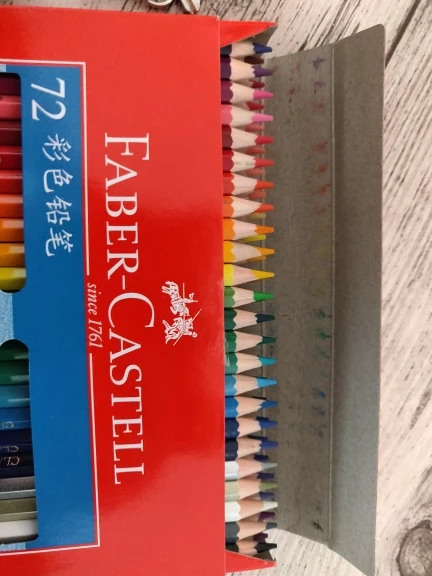 FABER-CASTELL
since 1761
72 彩色铅笔